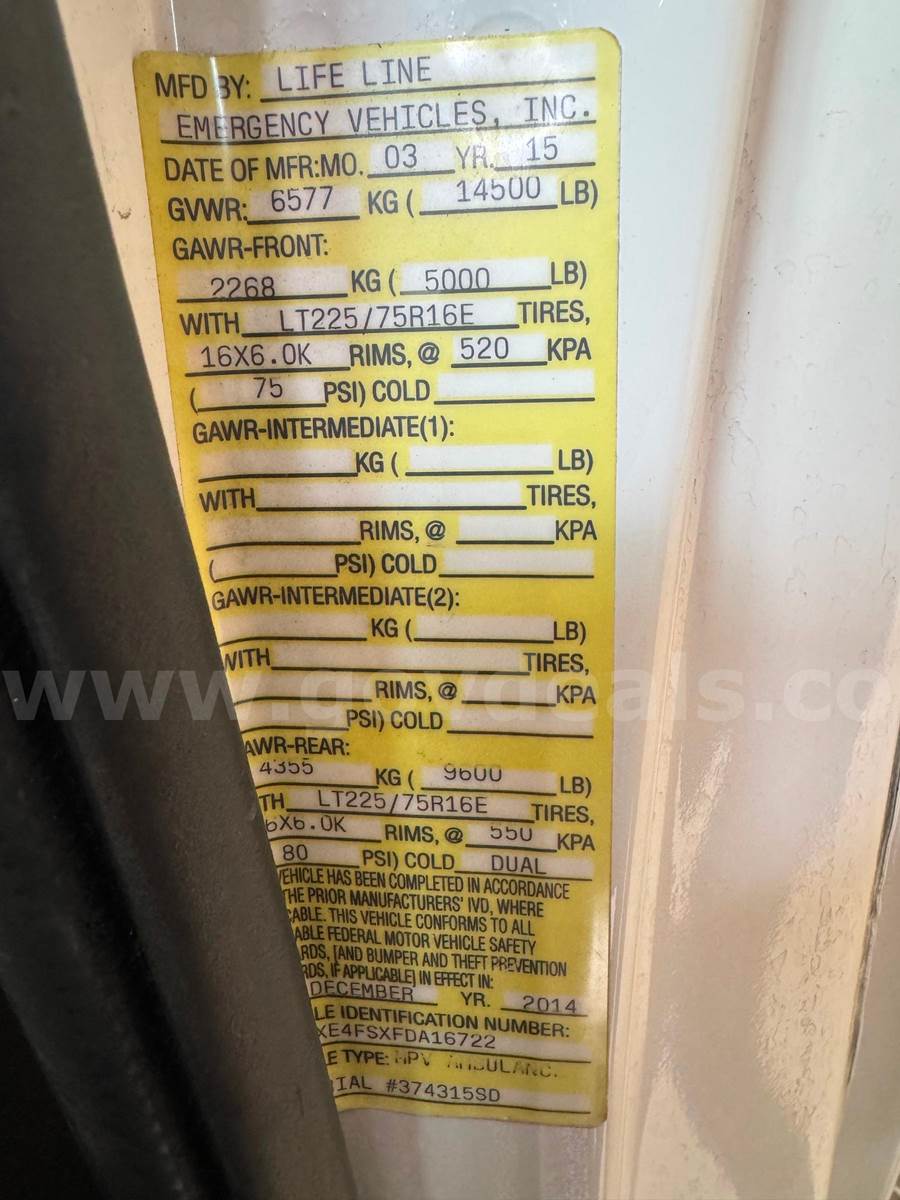 MFD BY: LIFE LINE
EMERGENCY VEHICLES, INC.
DATE OF MFR:MO. 03 YR. 15
GVWR: 6577 KG ( 14500 LB)
GAWR-FRONT:
2268 KG ( 5000 LB)
WITH LT225/75R16E TIRES,
16X6.0K RIMS, @ 520 KPA
( 75 PSI) COLD
GAWR-INTERMEDIATE(1):
KG ( LB)
WITH TIRES,
RIMS, @ KPA
( PSI) COLD
GAWR-INTERMEDIATE(2):
KG ( LB)
WITH TIRES,
RIMS, @ KPA
PSI) COLD
AWR-REAR:
4355 KG ( 9600 LB)
TH LT225/75R16E TIRES,
6X6.0K RIMS, @ 550 KPA
80 PSI) COLD DUAL
VEHICLE HAS BEEN COMPLETED IN ACCORDANCE
THE PRIOR MANUFACTURERS' IVD, WHERE
CABLE. THIS VEHICLE CONFORMS TO ALL
ABLE FEDERAL MOTOR VEHICLE SAFETY
RDS, [AND BUMPER AND THEFT PREVENTION
RDS, IF APPLICABLE] IN EFFECT IN:
DECEMBER YR. 2014
LE IDENTIFICATION NUMBER:
XE4FSXFDA16722
LE TYPE: MPV AMBULANC
IAL #374315SD
www.govdeals.co